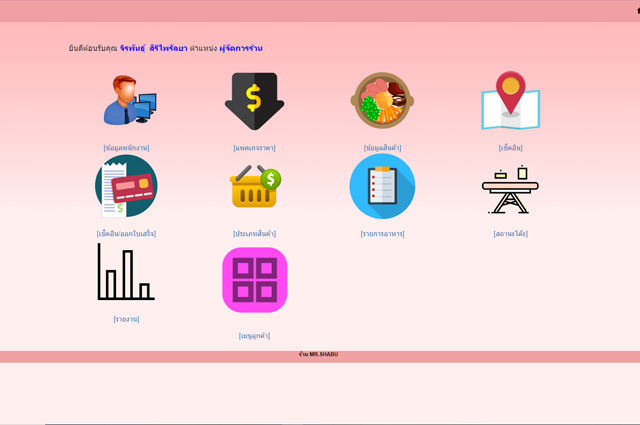 ยินดีต้อนรับคุณ จิรพันธุ์ สิริไพรัลยา ตำแหน่ง ผู้จัดการร้าน
[ข้อมูลพนักงาน]
[แพคเกจราคา]
[ข้อมูลสินค้า]
[เช็คอิน]
[เช็คอิน/ออกใบเสร็จ]
[ประเภทสินค้า]
[รายการอาหาร]
[สถานะโต๊ะ]
[รายงาน]
[เมนูลูกค้า]
ร้าน MR.SHABU